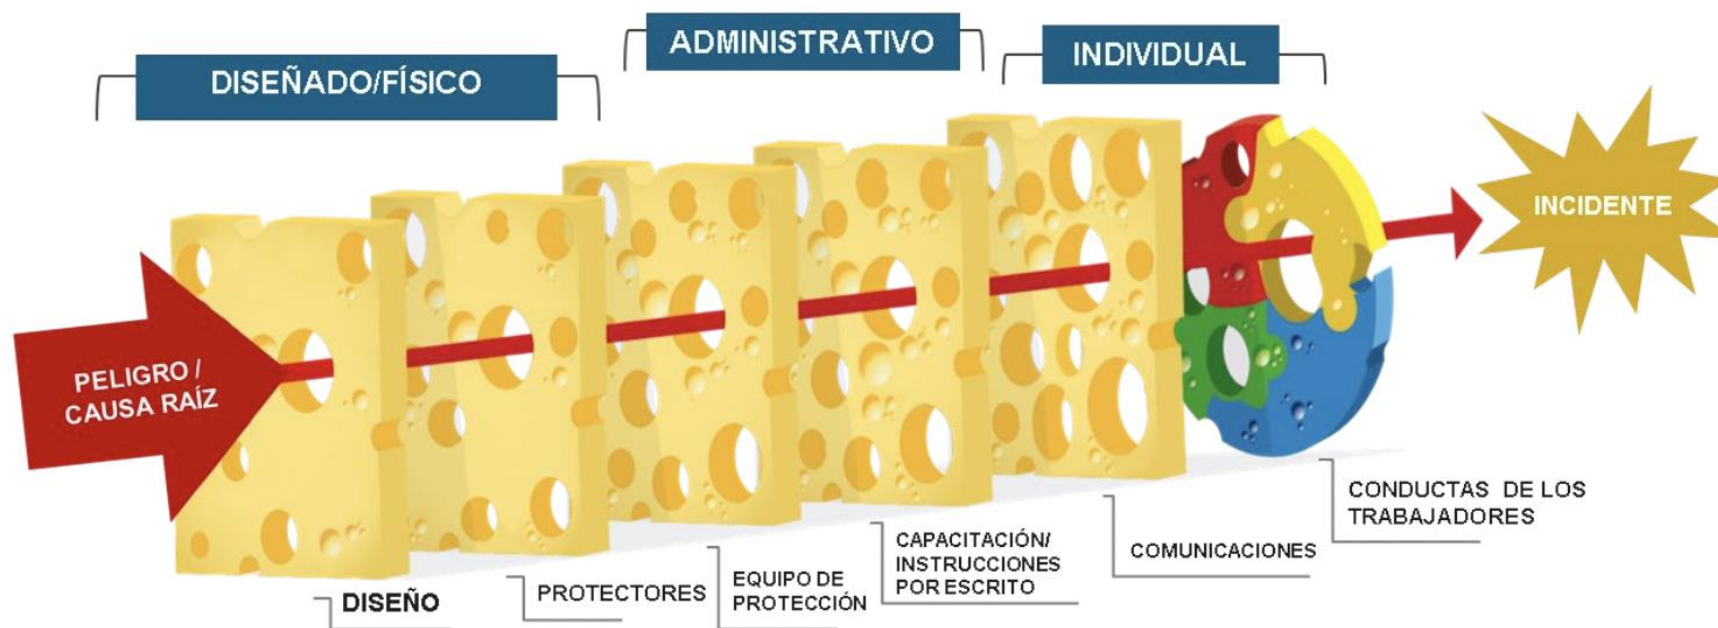 DISEÑADO/FÍSICO
ADMINISTRATIVO
INDIVIDUAL
PELIGRO /
CAUSA RAÍZ
INCIDENTE
DISEÑO
PROTECTORES
EQUIPO DE
PROTECCIÓN
CAPACITACIÓN/
INSTRUCCIONES
POR ESCRITO
COMUNICACIONES
CONDUCTAS DE LOS
TRABAJADORES